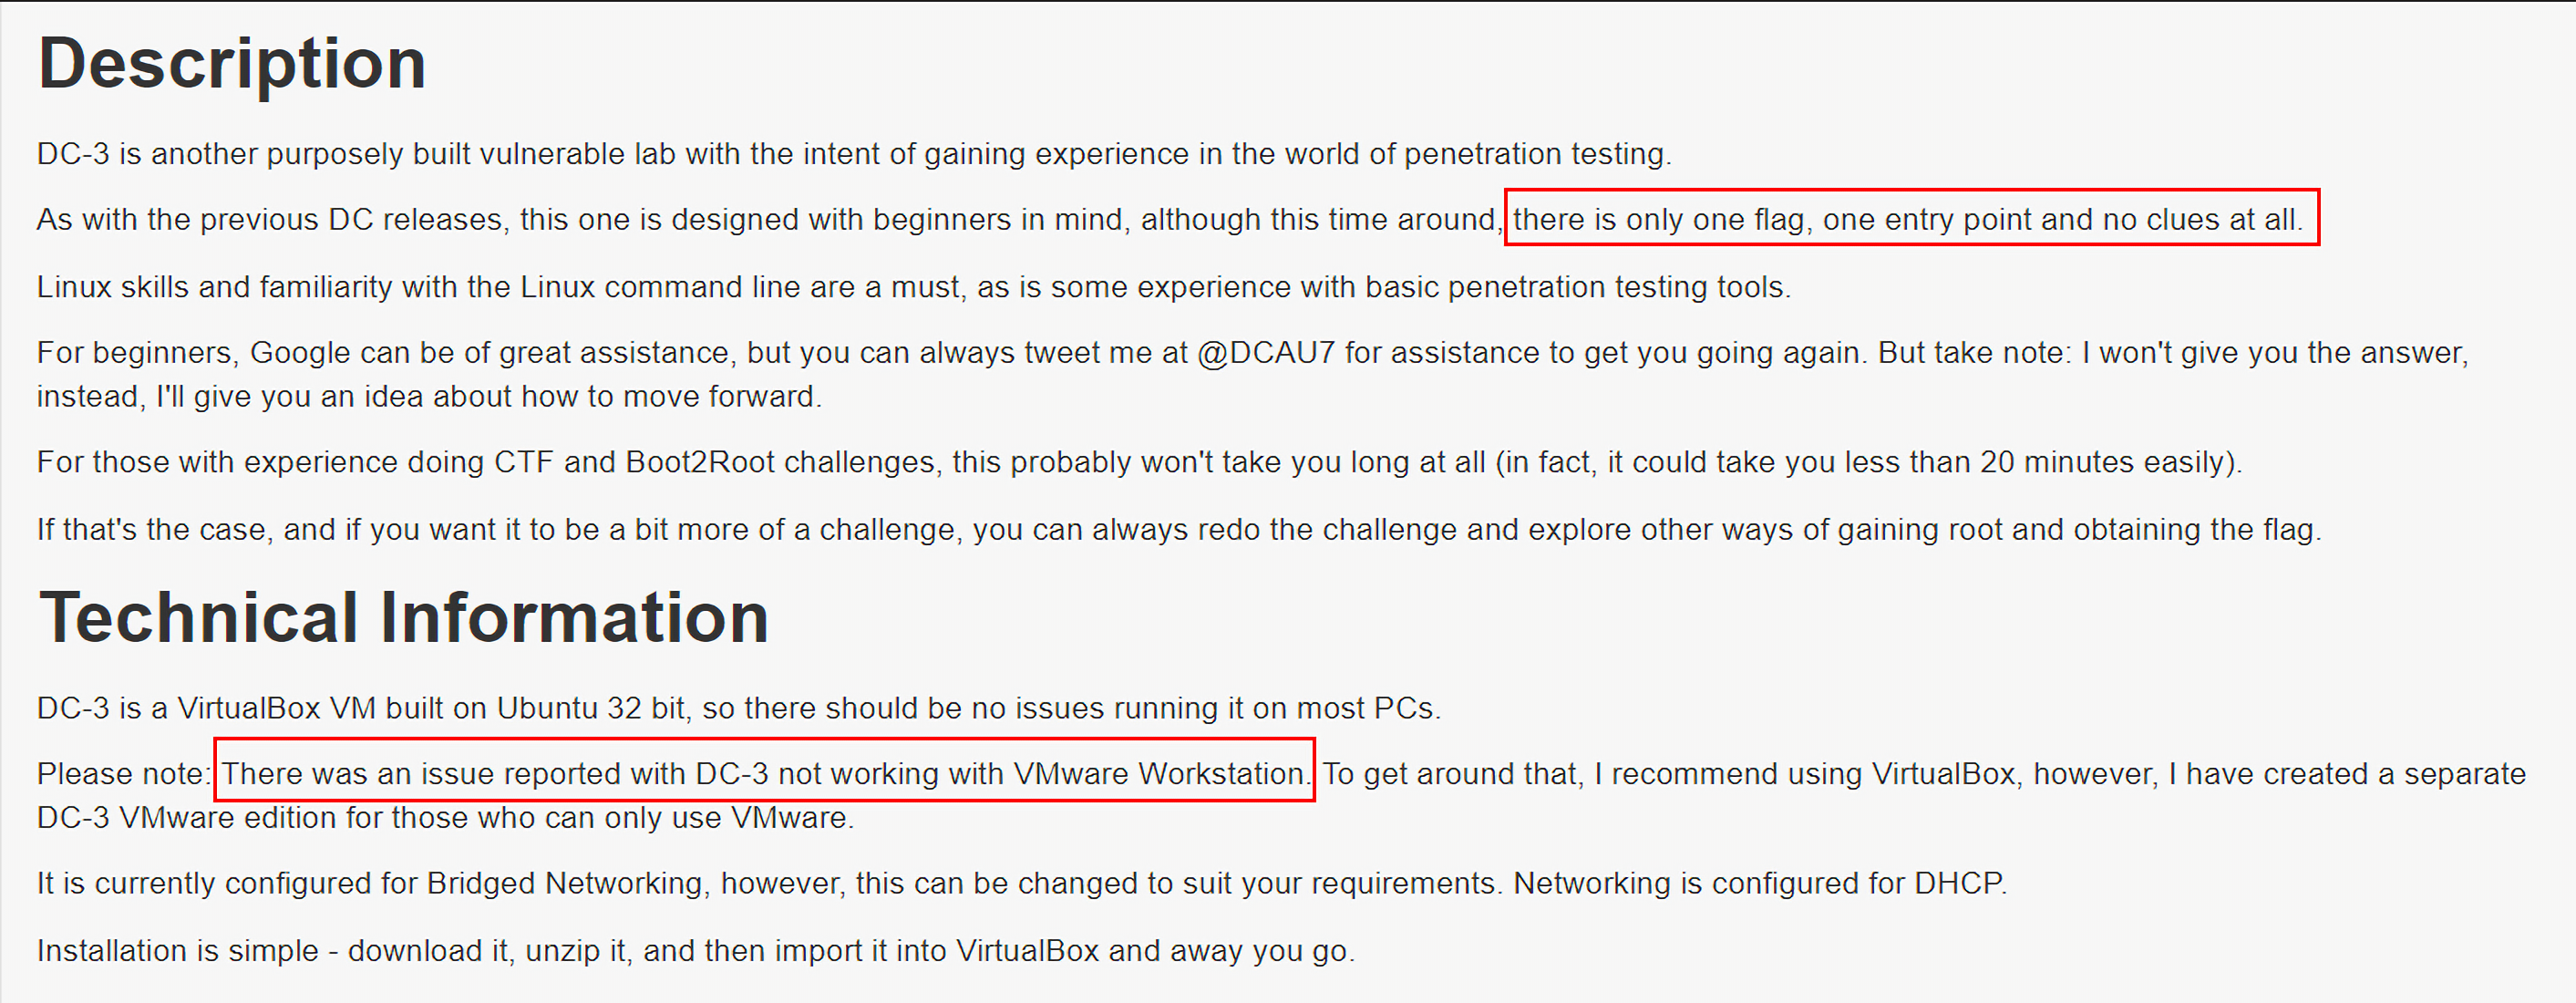 Description
DC-3 is another purposely built vulnerable lab with the intent of gaining experience in the world of penetration testing.
As with the previous DC releases, this one is designed with beginners in mind, although this time around, there is only one flag, one entry point and no clues at all.
Linux skills and familiarity with the Linux command line are a must, as is some experience with basic penetration testing tools.
For beginners, Google can be of great assistance, but you can always tweet me at @DCAU7 for assistance to get you going again. But take note: I won't give you the answer,
instead, I'll give you an idea about how to move forward.
For those with experience doing CTF and Boot2Root challenges, this probably won't take you long at all (in fact, it could take you less than 20 minutes easily).
If that's the case, and if you want it to be a bit more of a challenge, you can always redo the challenge and explore other ways of gaining root and obtaining the flag.
Technical Information
DC-3 is a VirtualBox VM built on Ubuntu 32 bit, so there should be no issues running it on most PCs.
Please note: There was an issue reported with DC-3 not working with VMware Workstation. To get around that, I recommend using VirtualBox, however, I have created a separate
DC-3 VMware edition for those who can only use VMware.
It is currently configured for Bridged Networking, however, this can be changed to suit your requirements. Networking is configured for DHCP.
Installation is simple - download it, unzip it, and then import it into VirtualBox and away you go.